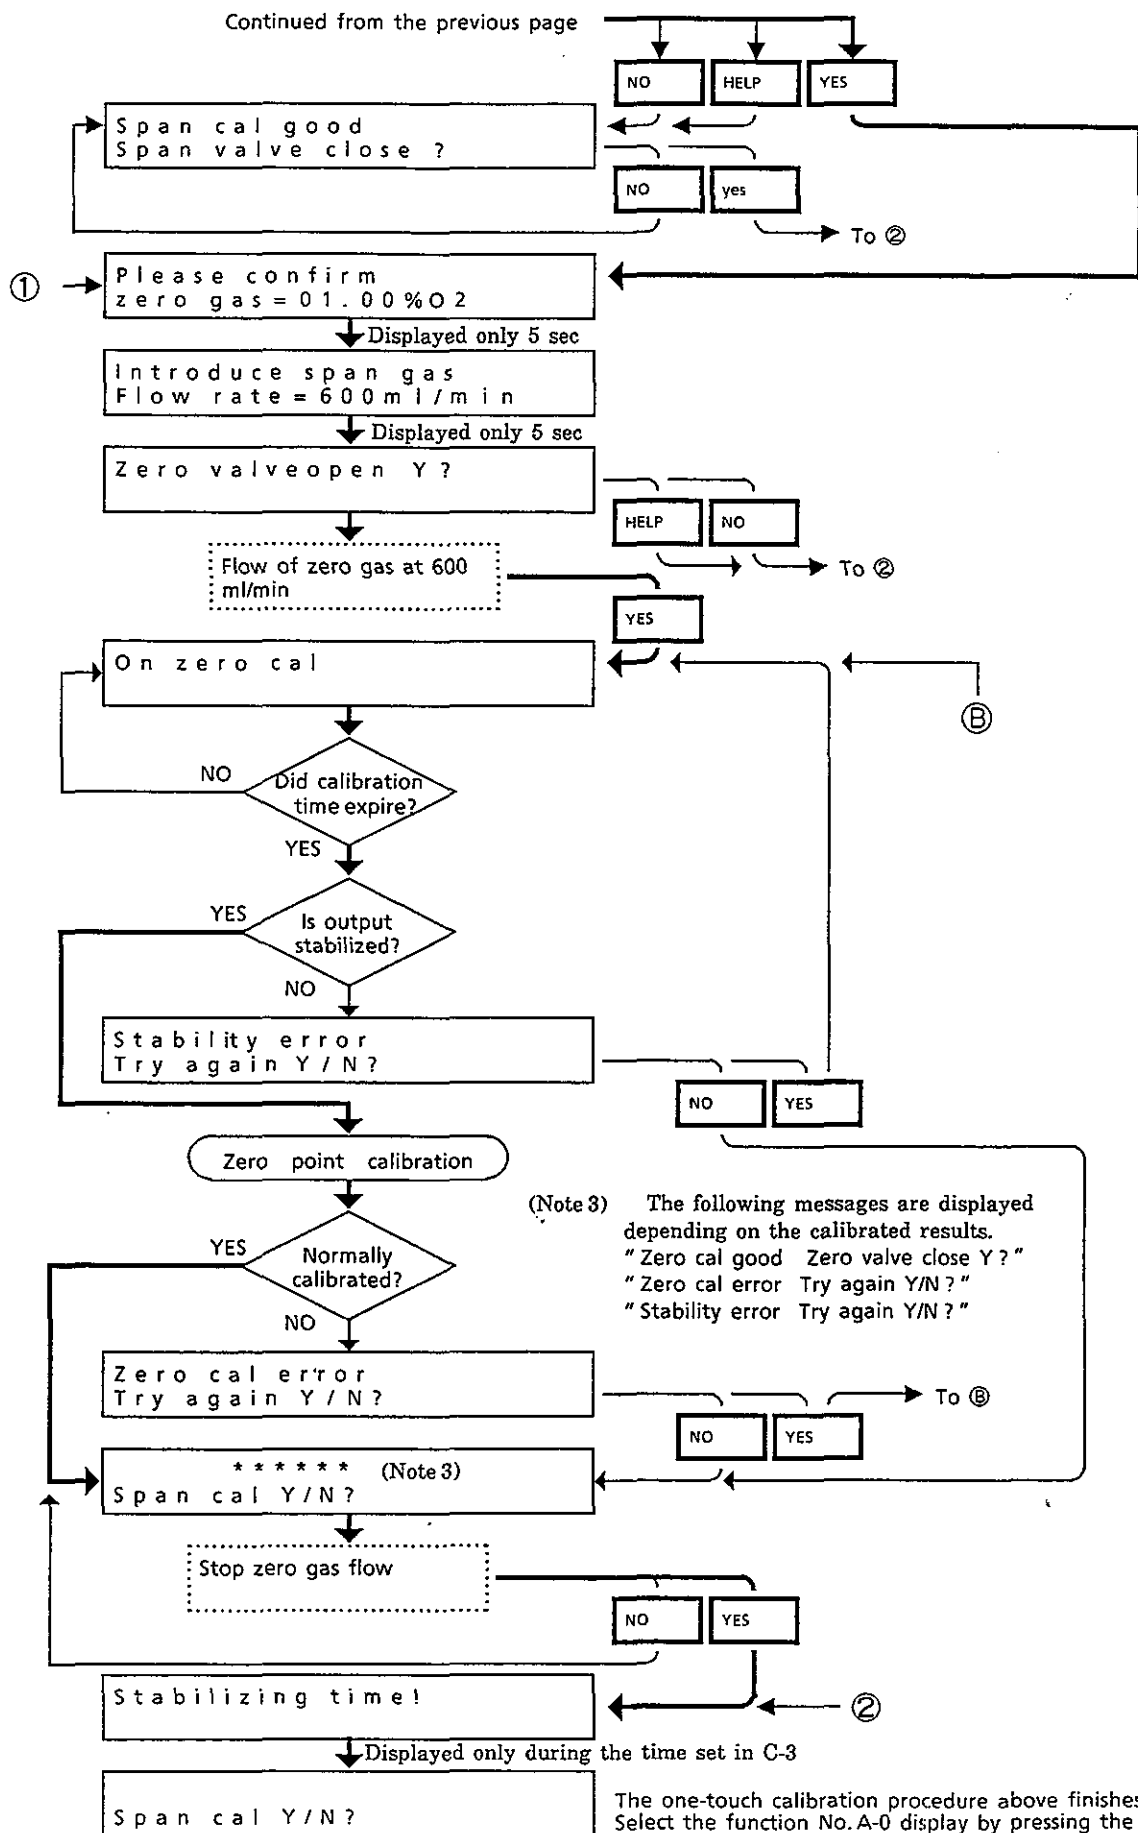 Continued from the previous page
NO HELP YES
Span cal good
Span valve close ?
NO yes
To ②
① Please confirm
zero gas=01.00%O2
Displayed only 5 sec
Introduce span gas
Flow rate=600ml/min
Displayed only 5 sec
Zero valveopen Y?
HELP NO
Flow of zero gas at 600
ml/min
To ②
YES
On zero cal
Ⓑ
NO
Did calibration
time expire?
YES
YES
Is output
stabilized?
NO
Stability error
Try again Y/N?
NO YES
Zero point calibration
(Note 3) The following messages are displayed
depending on the calibrated results.
"Zero cal good Zero valve close Y?"
"Zero cal error Try again Y/N?"
"Stability error Try again Y/N?"
YES
Normally
calibrated?
NO
Zero cal error
Try again Y/N?
To Ⓑ
NO YES
****** (Note 3)
Span cal Y/N?
Stop zero gas flow
NO YES
Stabilizing time!
②
Displayed only during the time set in C-3
Span cal Y/N?
The one-touch calibration procedure above finishes
Select the function No. A-0 display by pressing the